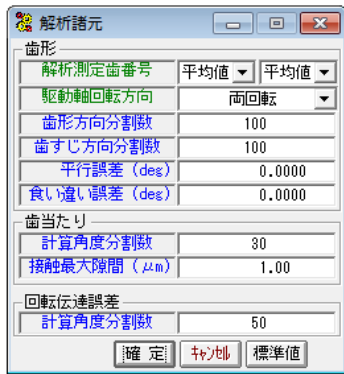 解析諸元
歯形
解析測定歯番号 平均値 平均値
駆動軸回転方向 両回転
歯形方向分割数 100
歯すじ方向分割数 100
平行誤差 (deg) 0.0000
食い違い誤差 (deg) 0.0000
歯当たり
計算角度分割数 30
接触最大隙間 (μm) 1.00
回転伝達誤差
計算角度分割数 50
確 定 ｷｬﾝｾﾙ 標準値